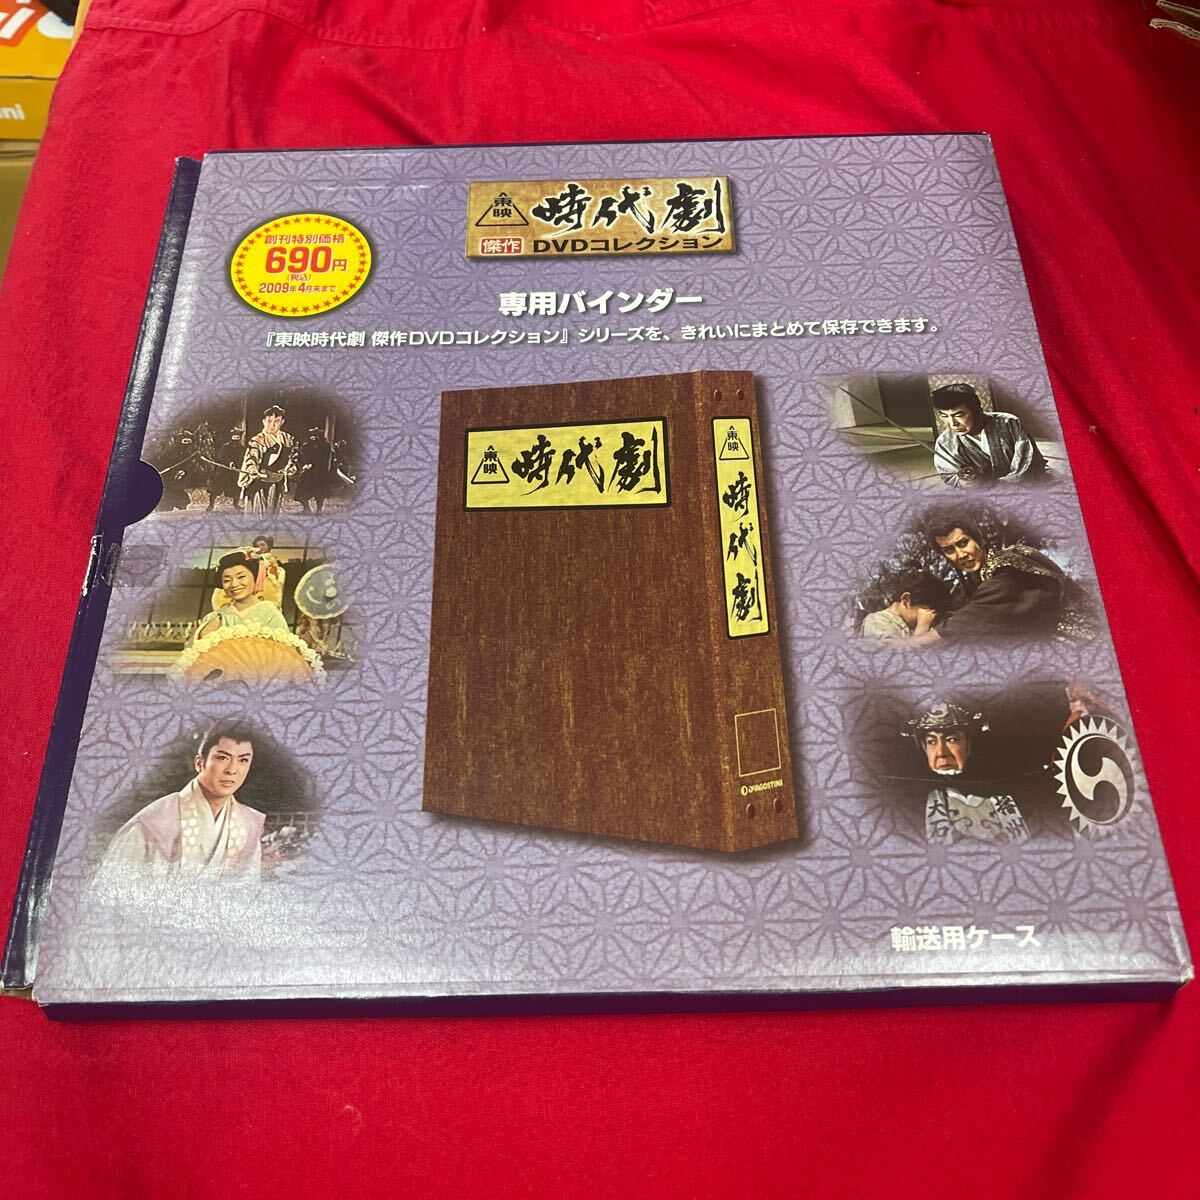 ni
東映
時代劇
傑作
DVDコレクション
創刊特別価格
690円
(税込)
2009年4月末まで
専用バインダー
『東映時代劇 傑作DVDコレクション』シリーズを、きれいにまとめて保存できます。
東映
時代劇
東映
時代劇
DeAGOSTINI
大石
播州
輸送用ケース